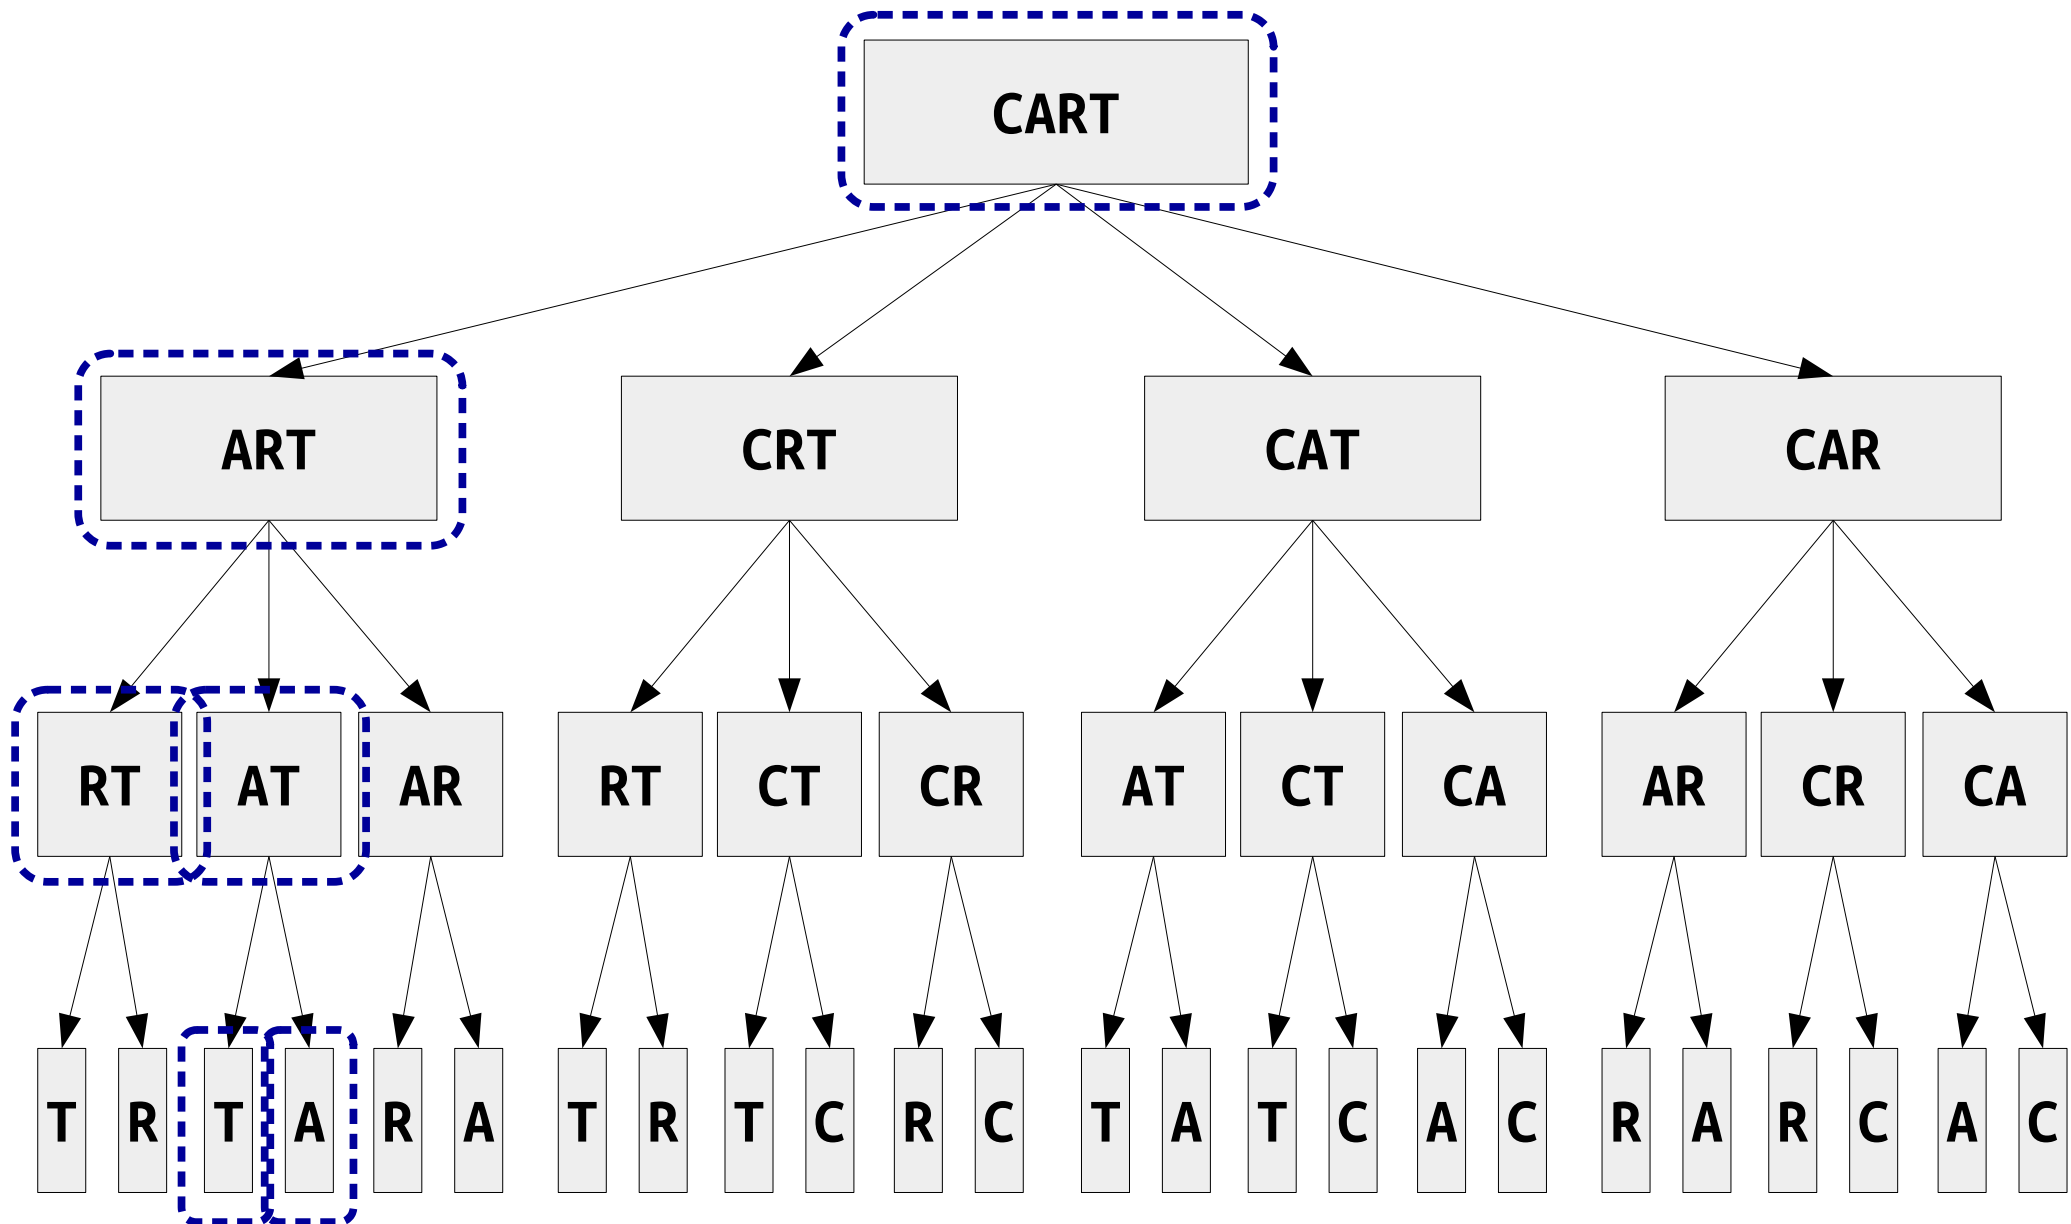 CART
ART CRT CAT CAR
RT AT AR RT CT CR AT CT CA AR CR CA
T R T A R A T R T C R C T A T C A C R A R C A C